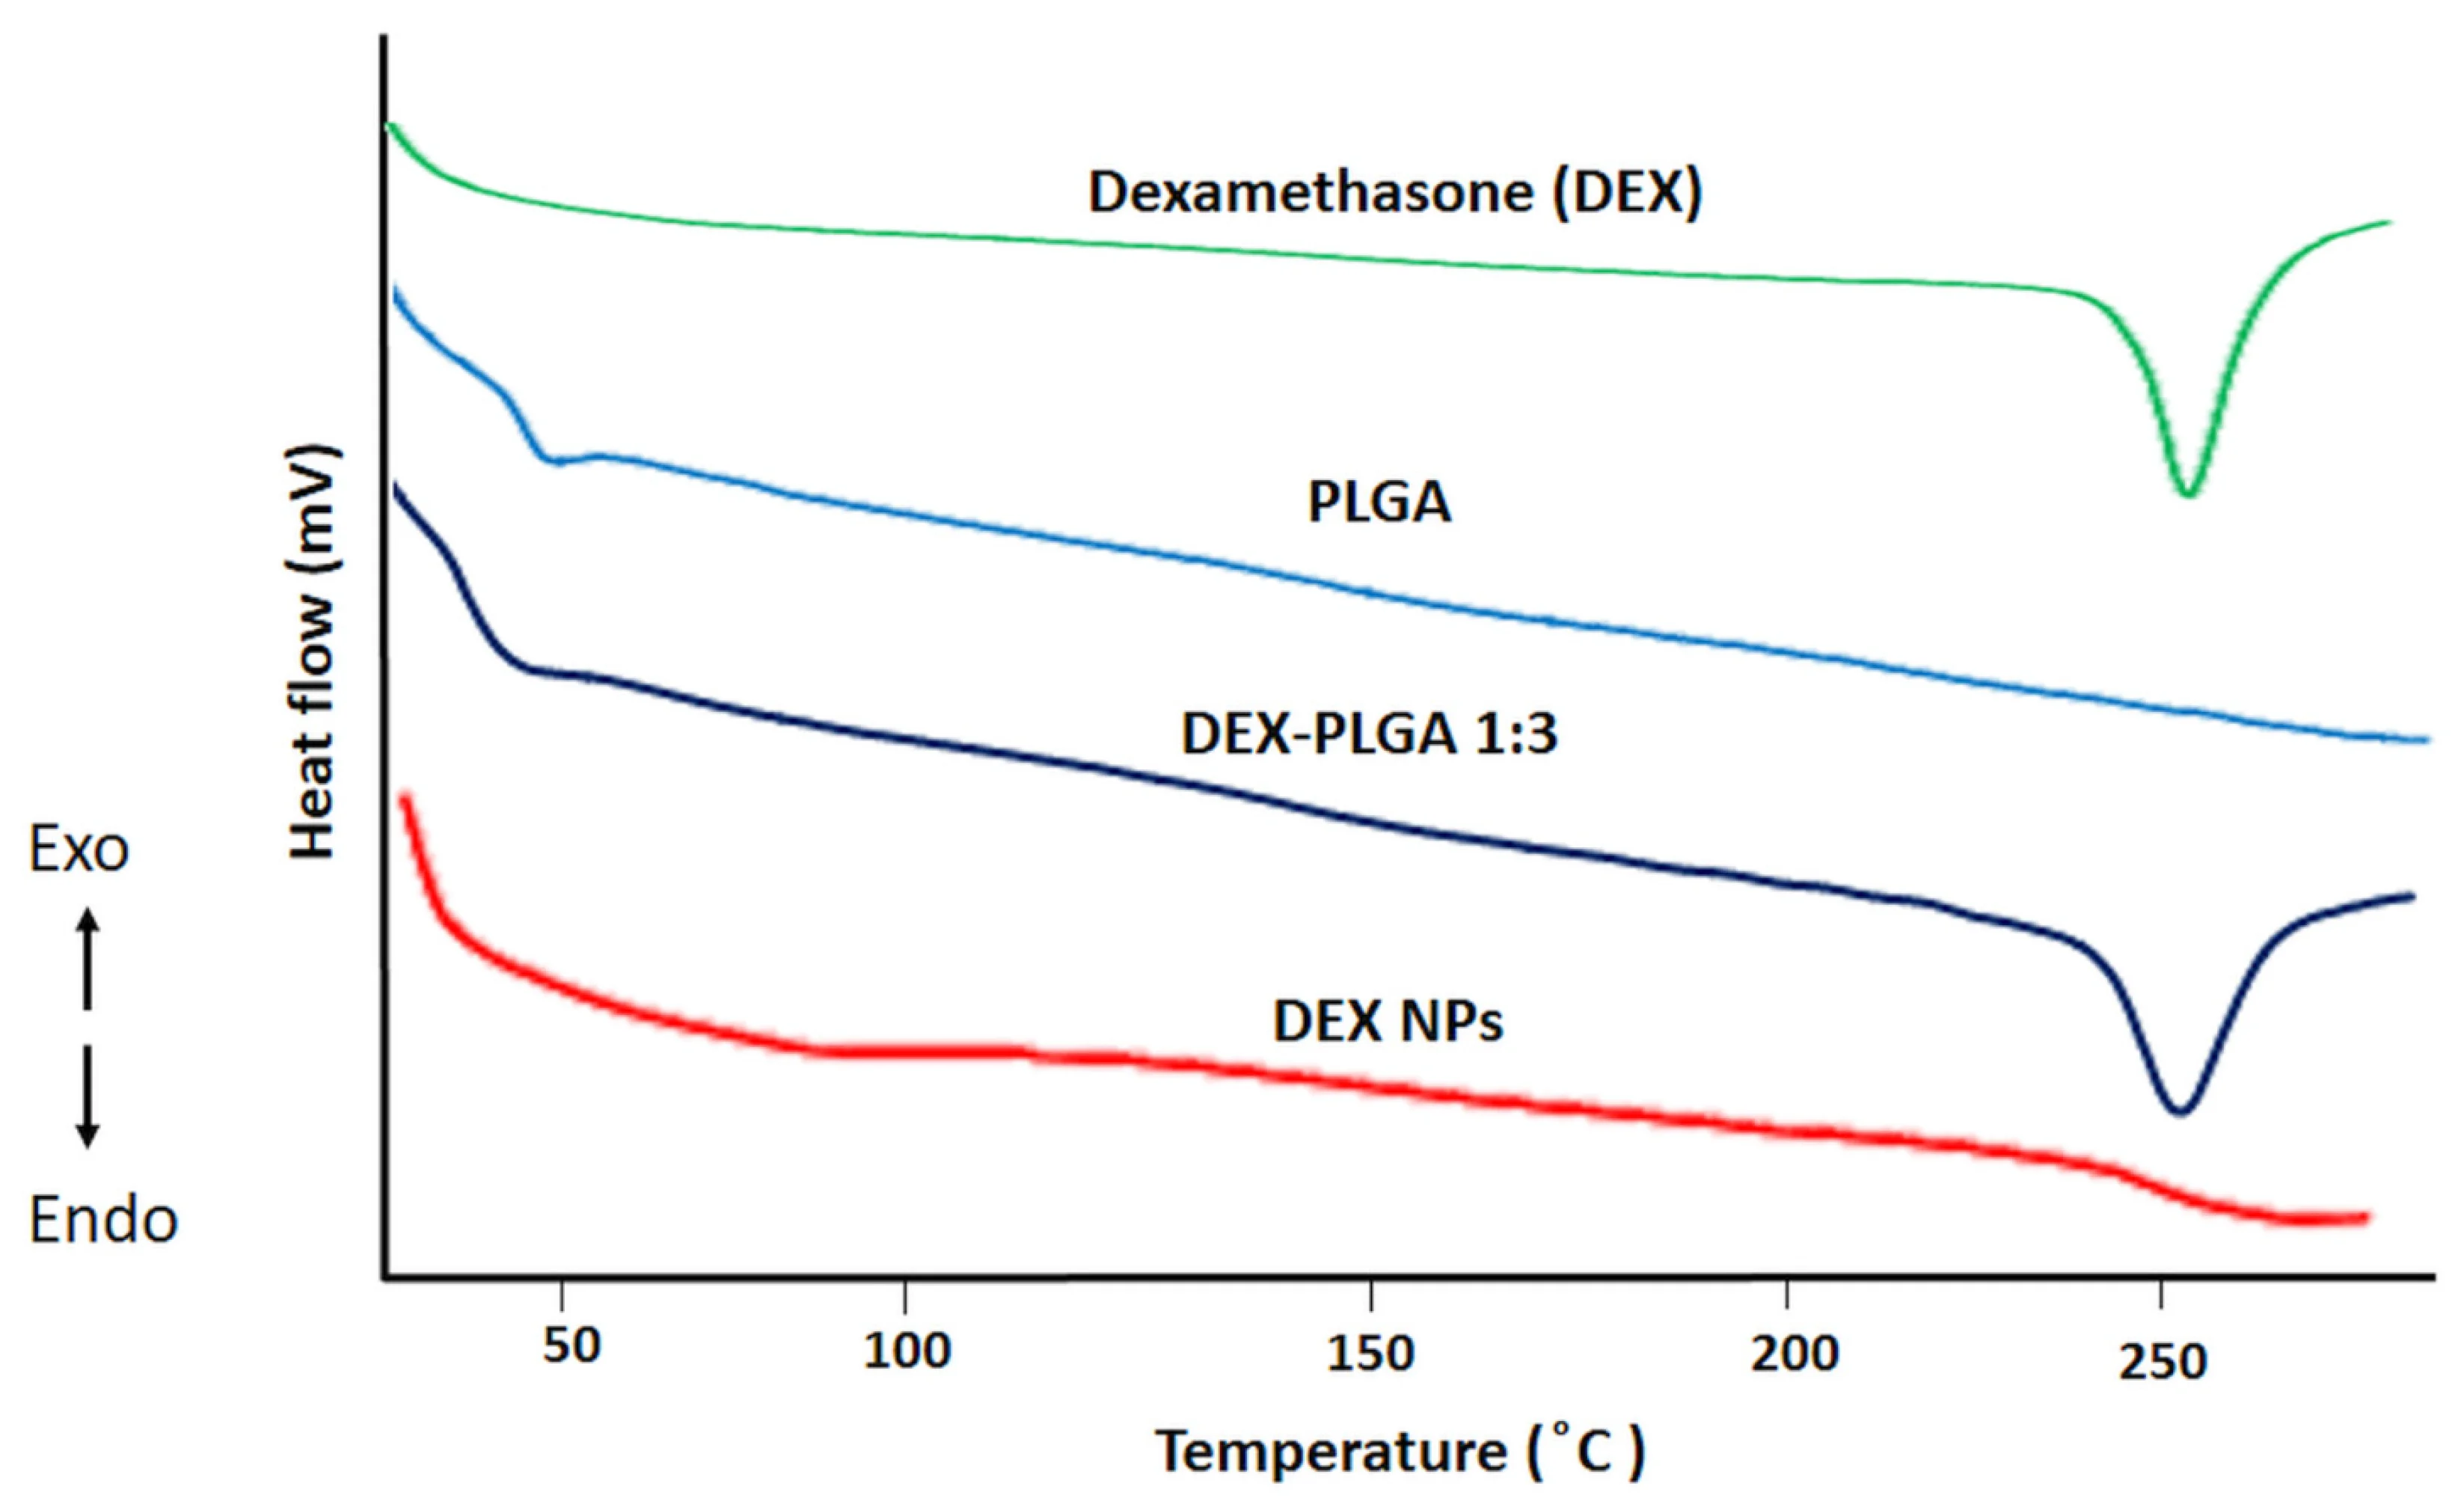 Dexamethasone (DEX)
PLGA
DEX-PLGA 1:3
DEX NPs
Heat flow (mV)
Exo
Endo
50 100 150 200 250
Temperature (˚C )